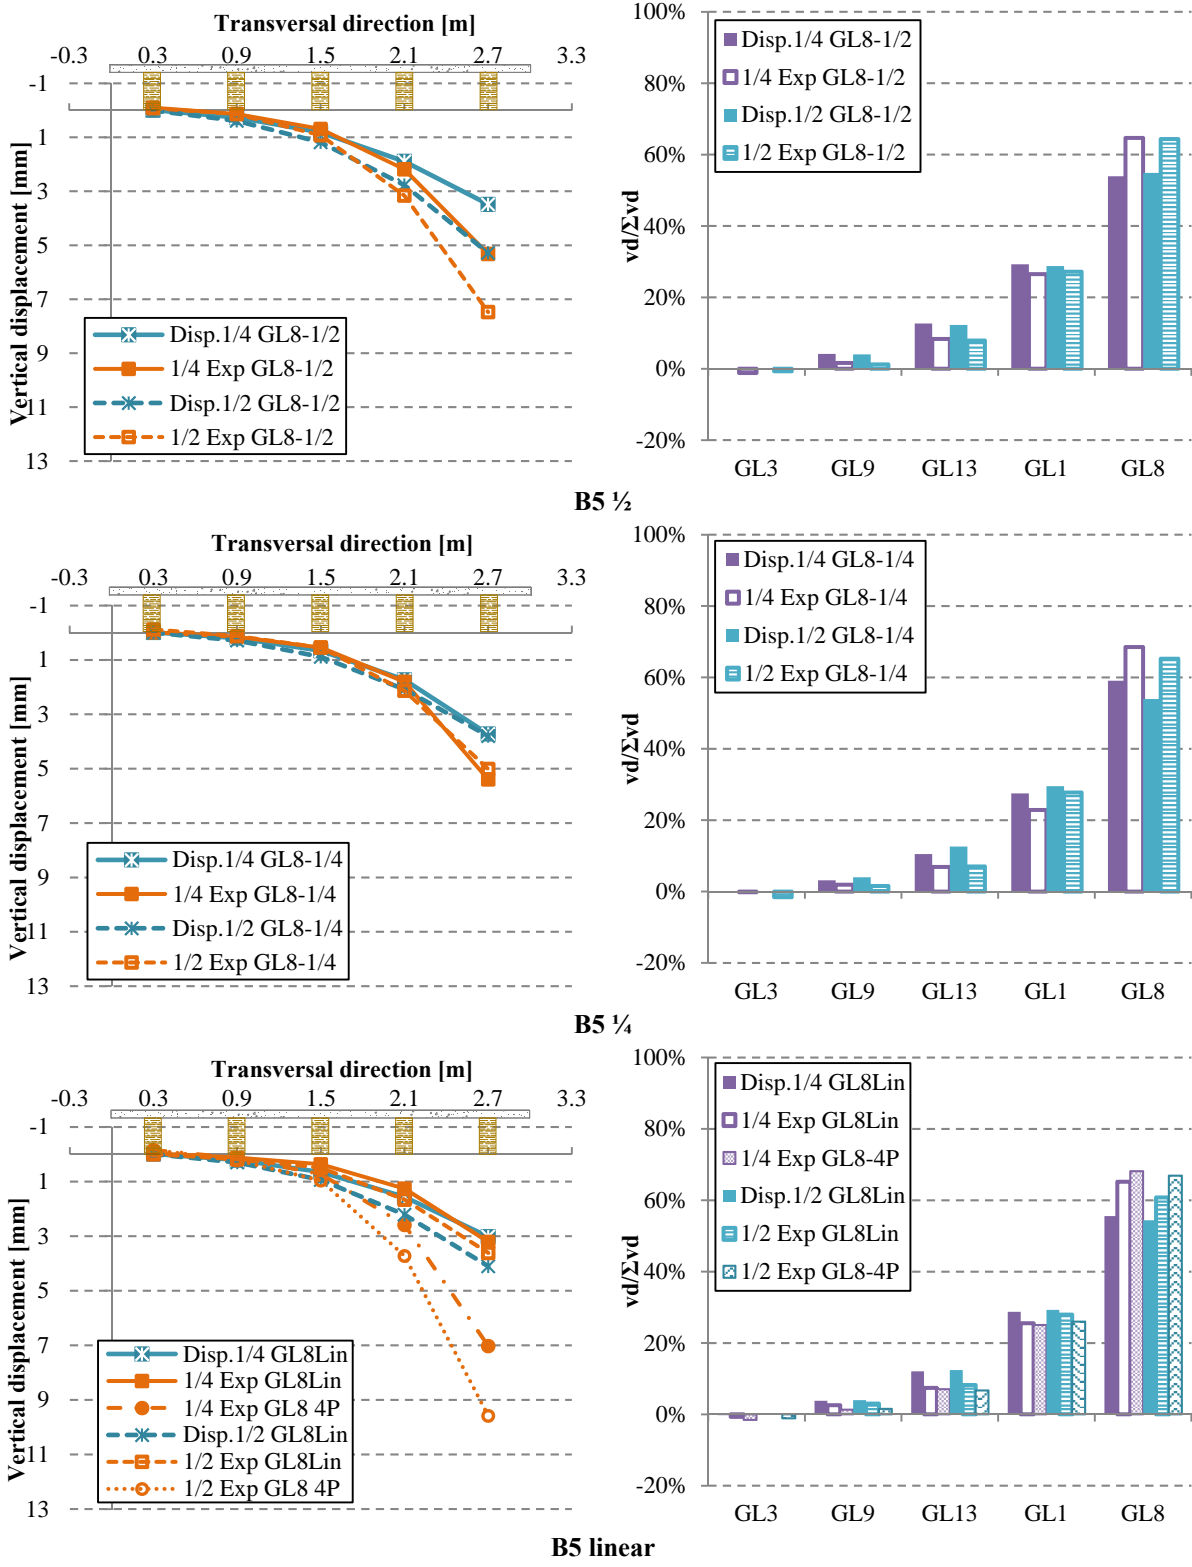 Transversal direction [m]
-0.3 0.3 0.9 1.5 2.1 2.7 3.3
Vertical displacement [mm]
-1
1
3
5
7
9
11
13
Disp.1/4 GL8-1/2
1/4 Exp GL8-1/2
Disp.1/2 GL8-1/2
1/2 Exp GL8-1/2
vd/Σvd
100%
80%
60%
40%
20%
0%
-20%
Disp.1/4 GL8-1/2
1/4 Exp GL8-1/2
Disp.1/2 GL8-1/2
1/2 Exp GL8-1/2
GL3 GL9 GL13 GL1 GL8
B5 ½
Transversal direction [m]
-0.3 0.3 0.9 1.5 2.1 2.7 3.3
Vertical displacement [mm]
-1
1
3
5
7
9
11
13
Disp.1/4 GL8-1/4
1/4 Exp GL8-1/4
Disp.1/2 GL8-1/4
1/2 Exp GL8-1/4
vd/Σvd
100%
80%
60%
40%
20%
0%
-20%
Disp.1/4 GL8-1/4
1/4 Exp GL8-1/4
Disp.1/2 GL8-1/4
1/2 Exp GL8-1/4
GL3 GL9 GL13 GL1 GL8
B5 ¼
Transversal direction [m]
-0.3 0.3 0.9 1.5 2.1 2.7 3.3
Vertical displacement [mm]
-1
1
3
5
7
9
11
13
Disp.1/4 GL8Lin
1/4 Exp GL8Lin
1/4 Exp GL8 4P
Disp.1/2 GL8Lin
1/2 Exp GL8Lin
1/2 Exp GL8 4P
vd/Σvd
100%
80%
60%
40%
20%
0%
-20%
Disp.1/4 GL8Lin
1/4 Exp GL8Lin
1/4 Exp GL8-4P
Disp.1/2 GL8Lin
1/2 Exp GL8Lin
1/2 Exp GL8-4P
GL3 GL9 GL13 GL1 GL8
B5 linear